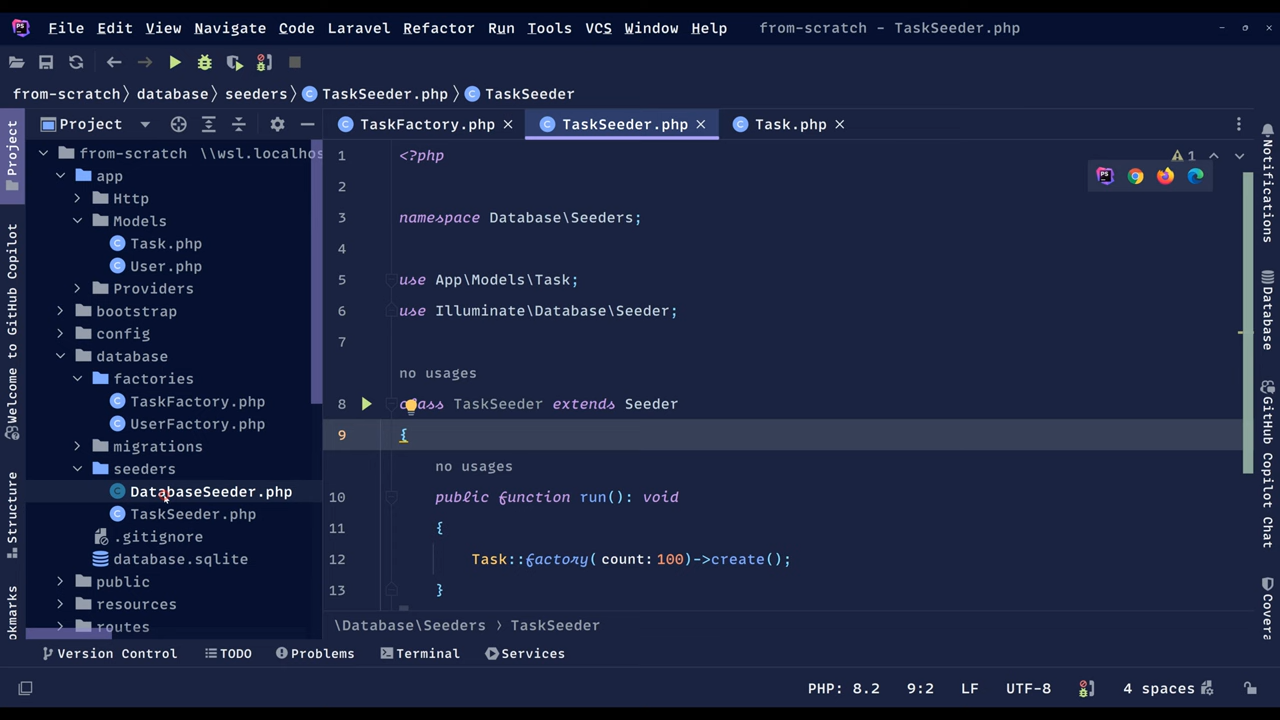 File Edit View Navigate Code Laravel Refactor Run Tools VCS Window Help from-scratch – TaskSeeder.php
from-scratch database seeders TaskSeeder.php TaskSeeder
Project
TaskFactory.php TaskSeeder.php Task.php
Project
Welcome to GitHub Copilot
Structure
okmarks
from-scratch \\wsl.localhos
app
Http
Models
Task.php
User.php
Providers
bootstrap
config
database
factories
TaskFactory.php
UserFactory.php
migrations
seeders
DatabaseSeeder.php
TaskSeeder.php
.gitignore
database.sqlite
public
resources
routes
1 <?php
2
3 namespace Database\Seeders;
4
5 use App\Models\Task;
6 use Illuminate\Database\Seeder;
7
no usages
8 class TaskSeeder extends Seeder
9 {
no usages
10 public function run(): void
11 {
12 Task::factory( count: 100)->create();
13 }
1
Notifications
Database
GitHub Copilot Chat
Covera
\Database\Seeders TaskSeeder
Version Control TODO Problems Terminal Services
PHP: 8.2 9:2 LF UTF-8 4 spaces